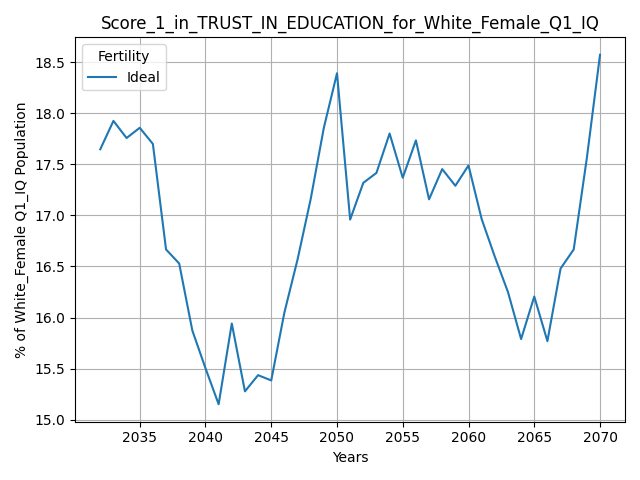 Score_1_in_TRUST_IN_EDUCATION_for_White_Female_Q1_IQ
Fertility
Ideal
% of White_Female Q1_IQ Population
18.5
18.0
17.5
17.0
16.5
16.0
15.5
15.0
2035 2040 2045 2050 2055 2060 2065 2070
Years